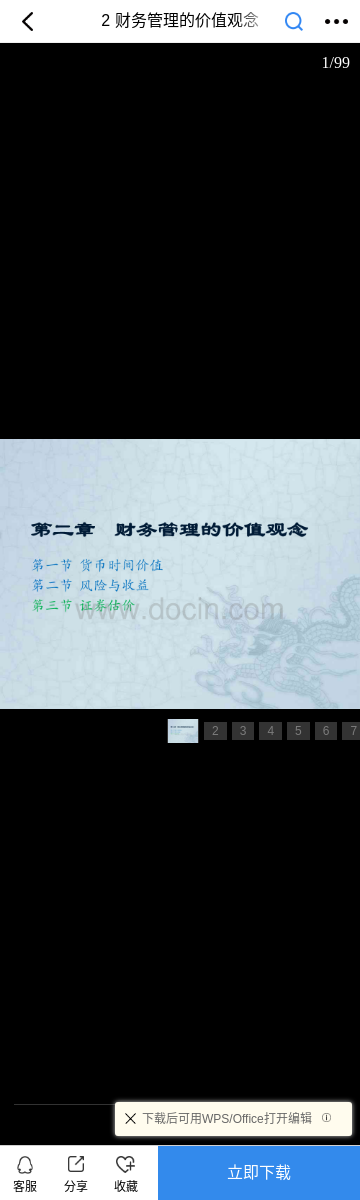 2 财务管理的价值观念
1/99
第二章 财务管理的价值观念
第一节 货币时间价值
第二节 风险与收益
第三节 证券估价
www.docin.com
2 3 4 5 6 7
下载后可用WPS/Office打开编辑
客服 分享 收藏 立即下载